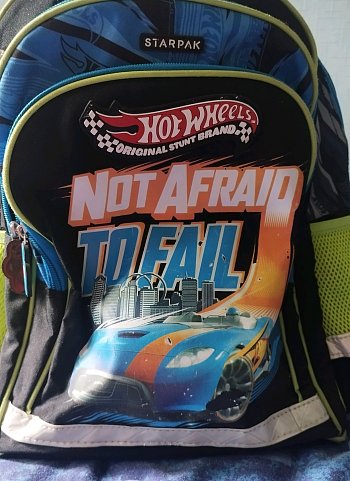 STARPAK
HOT WHEELS
ORIGINAL STUNT BRAND
NOT AFRAID
TO FAIL